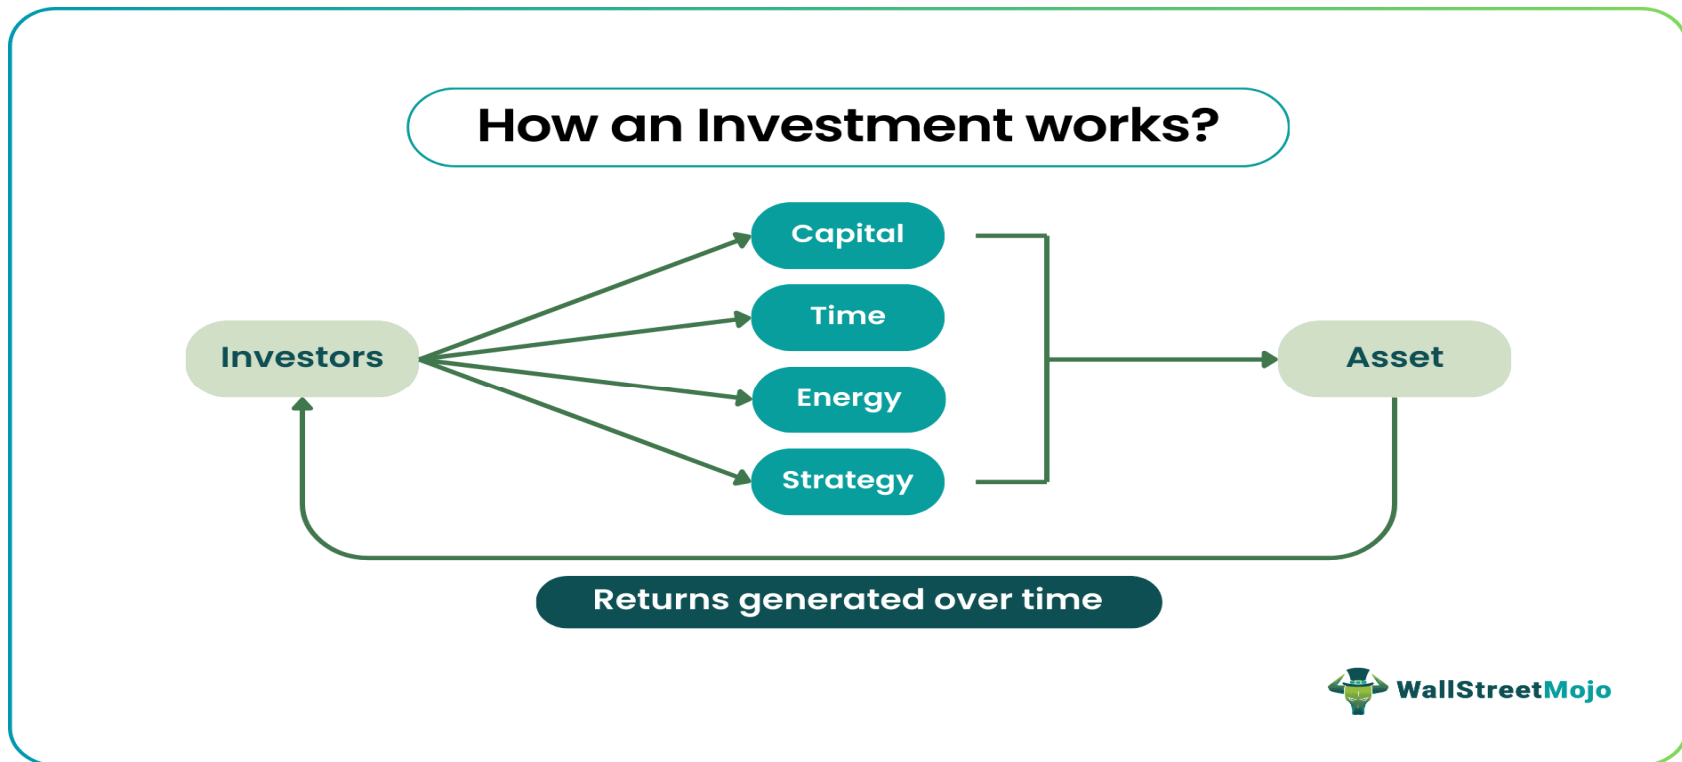 How an Investment works?
Capital
Time
Investors
Asset
Energy
Strategy
Returns generated over time
WallStreetMojo